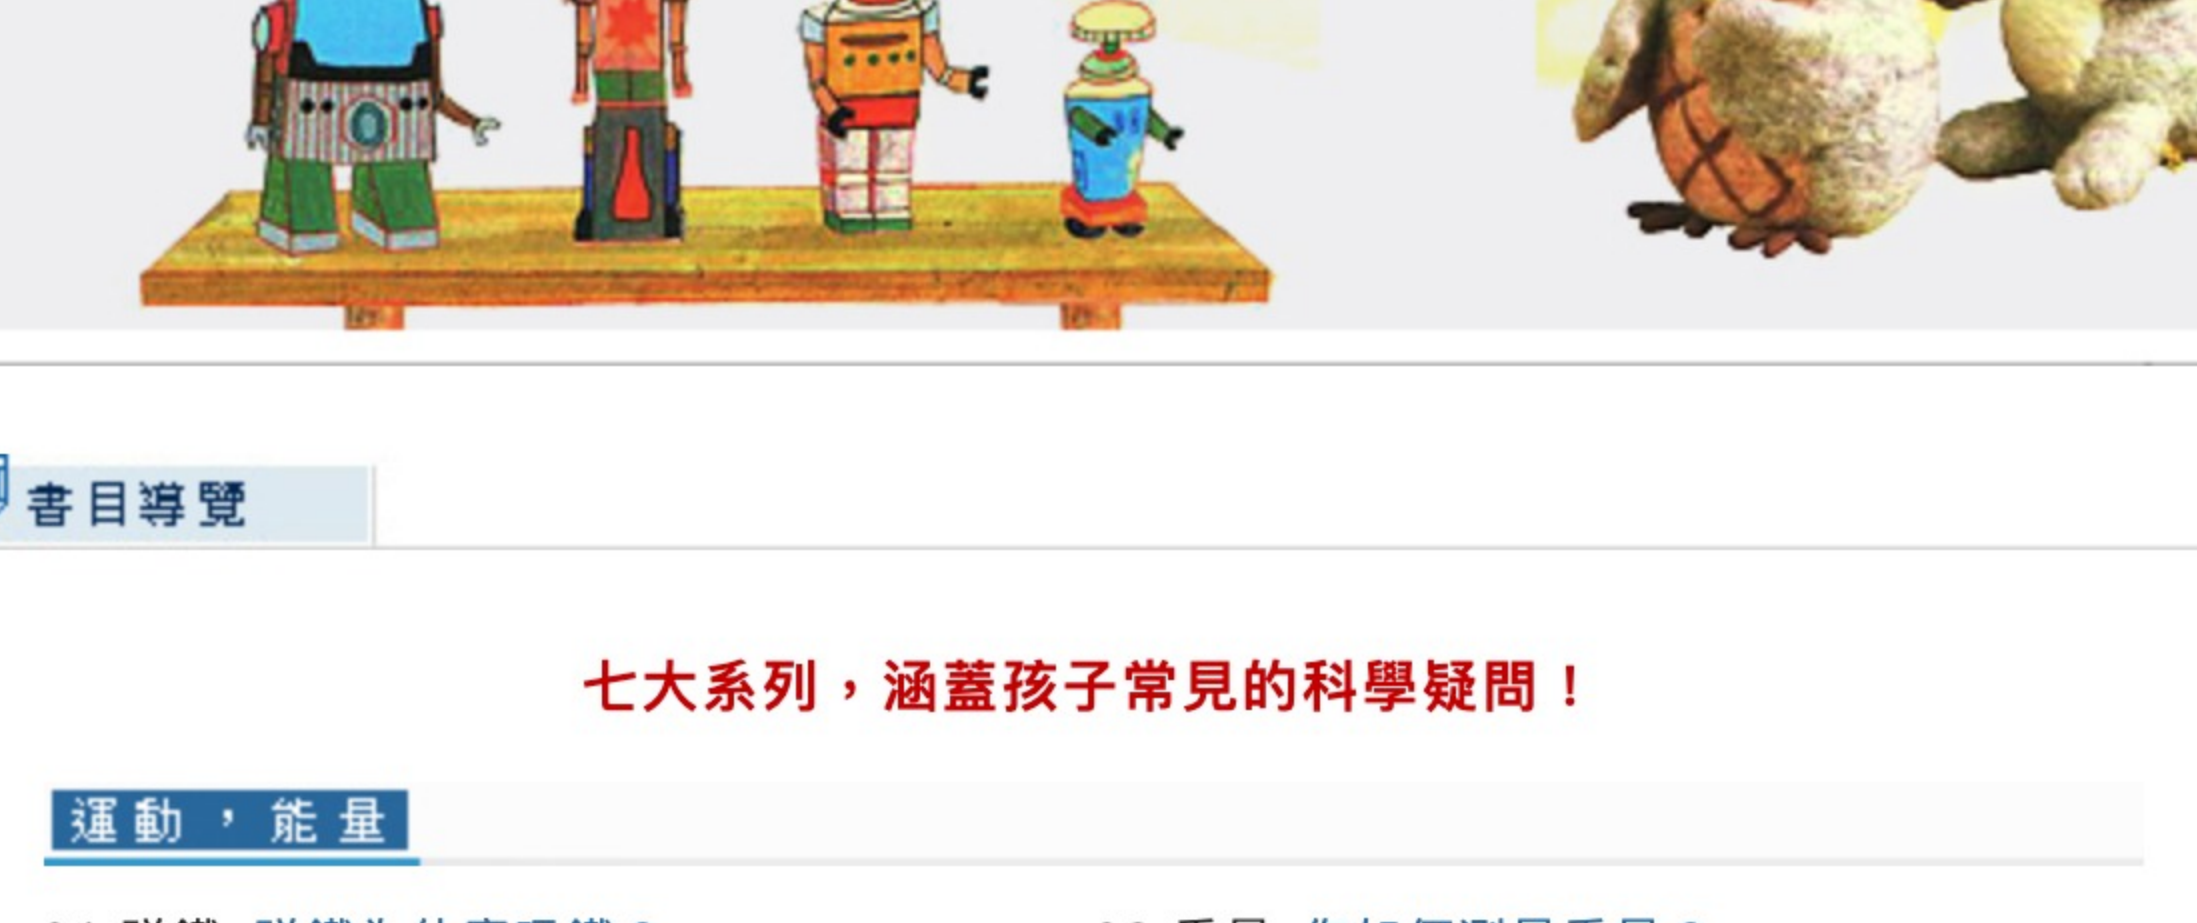 書目導覽
七大系列，涵蓋孩子常見的科學疑問！
運動，能量